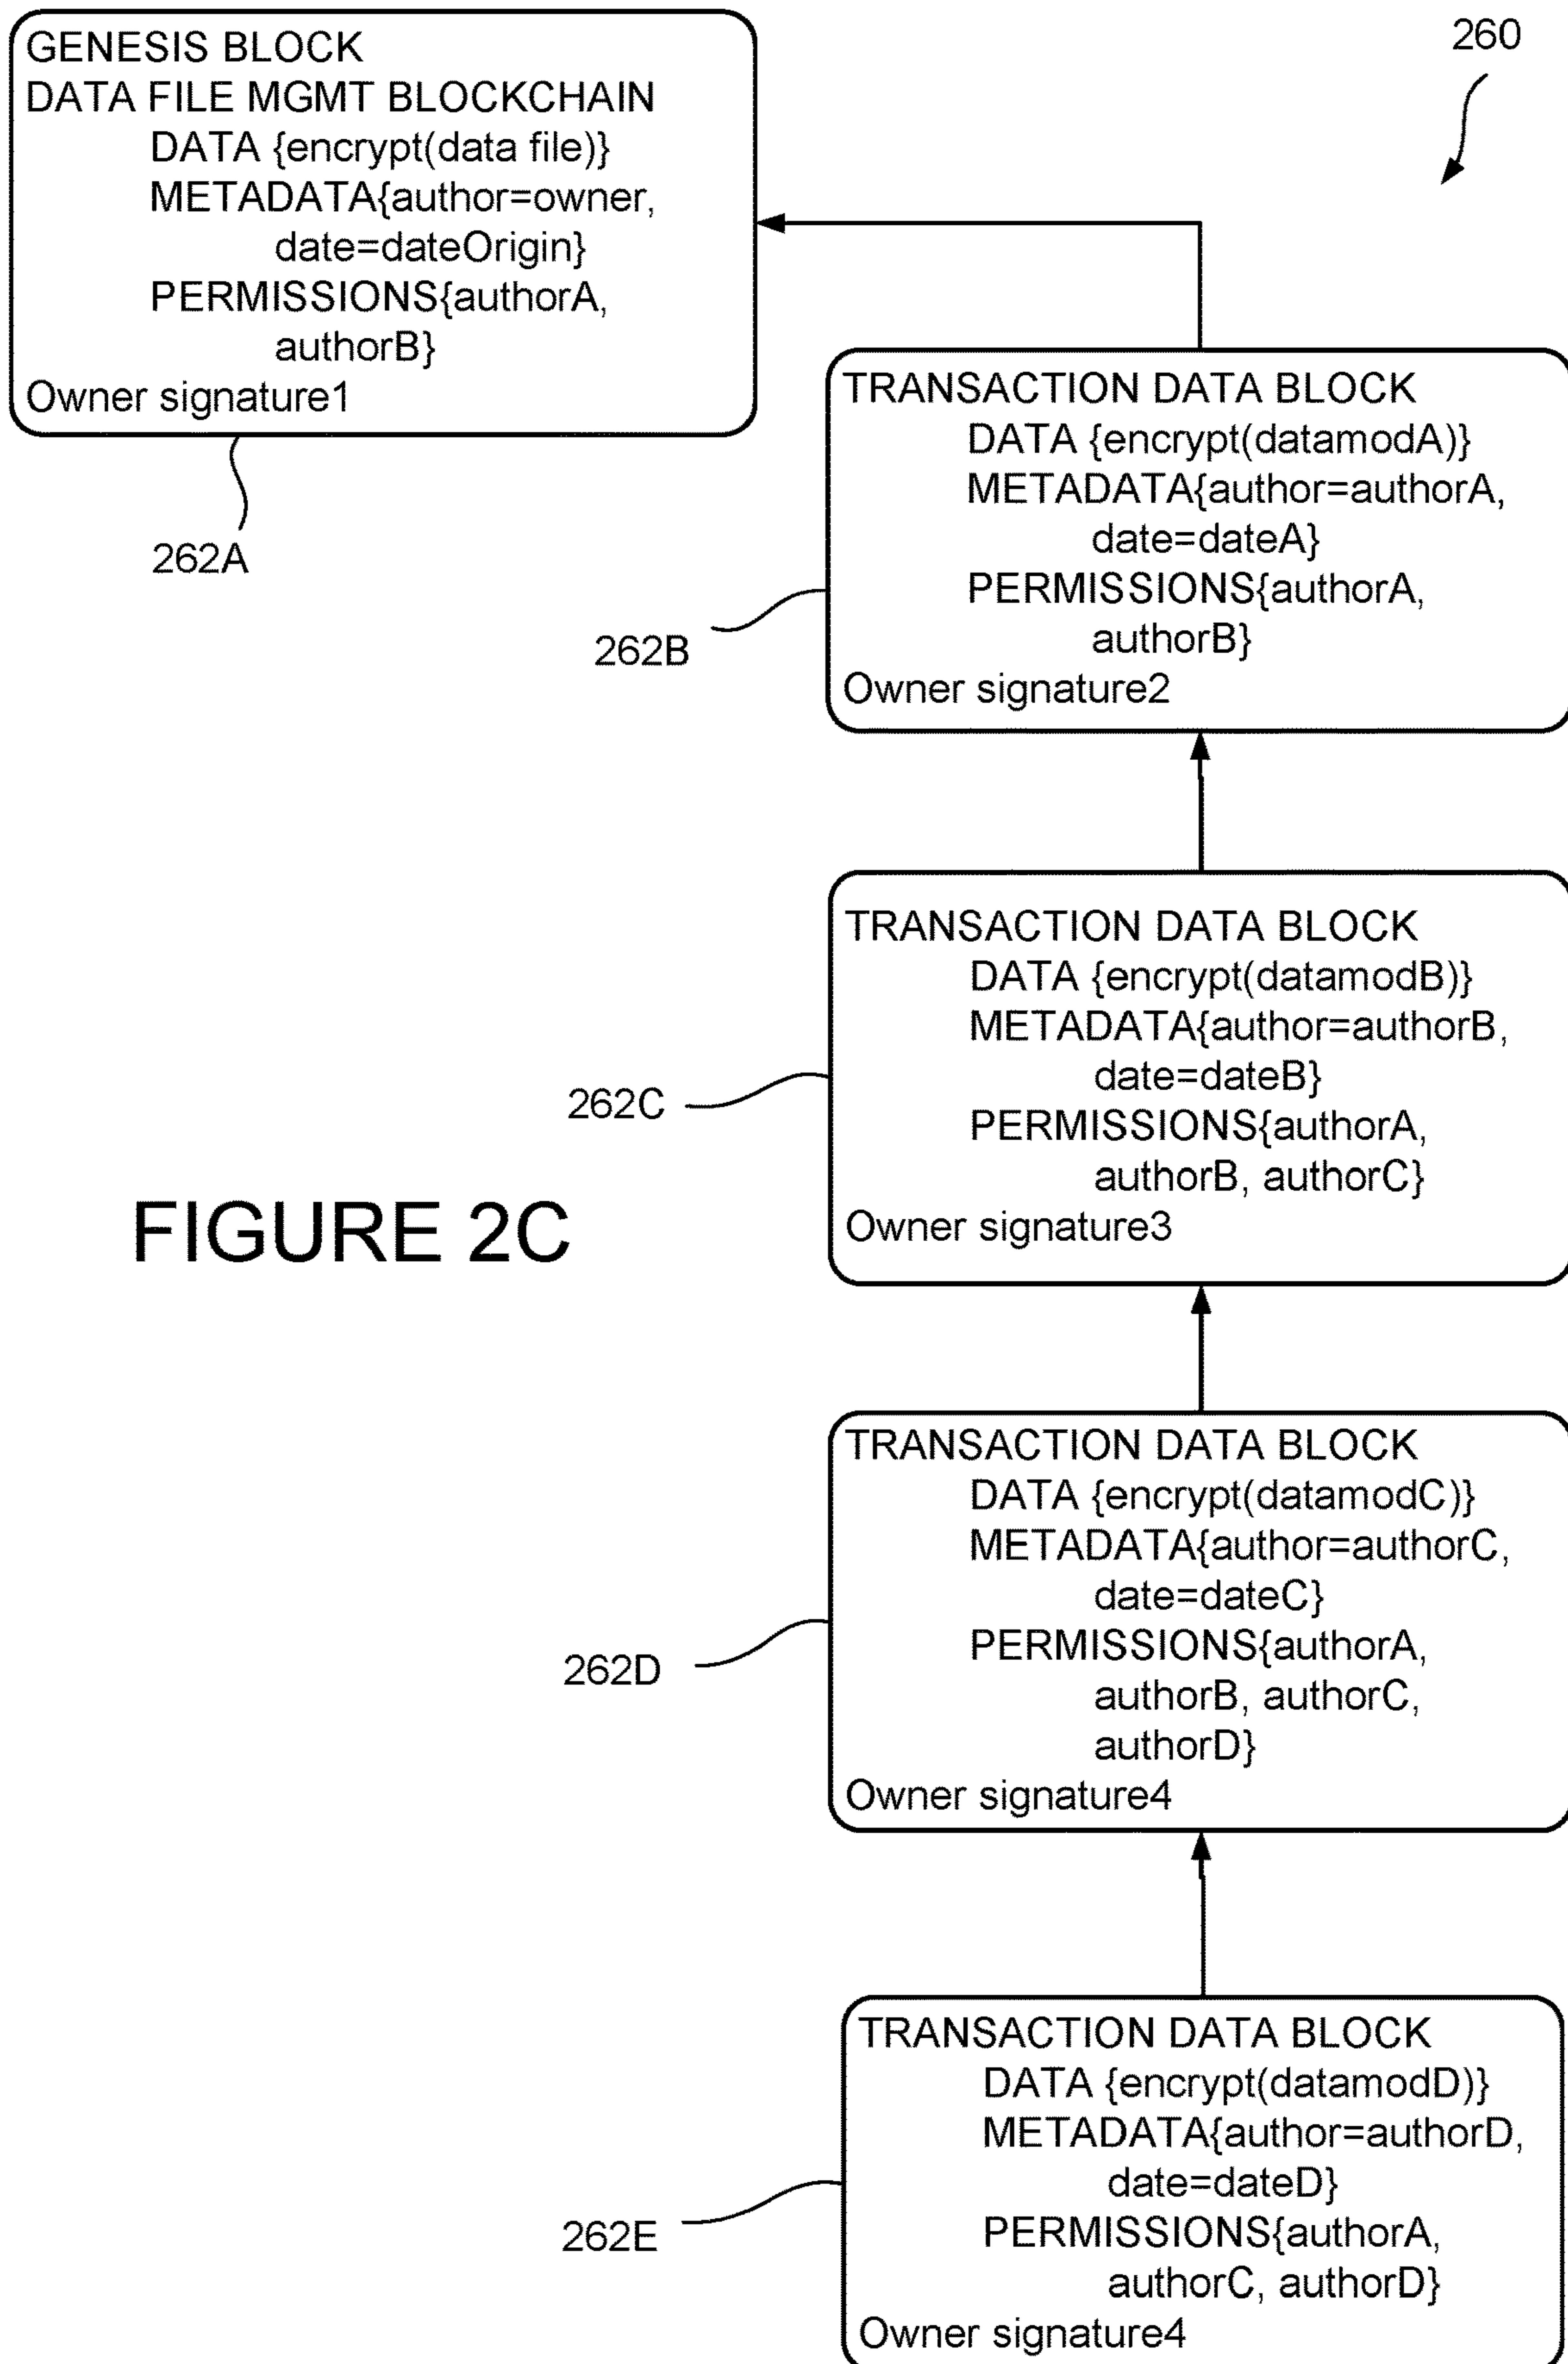 GENESIS BLOCK
DATA FILE MGMT BLOCKCHAIN
DATA {encrypt(data file)}
METADATA{author=owner,
date=dateOrigin}
PERMISSIONS{authorA,
authorB}
Owner signature1
262A
260
TRANSACTION DATA BLOCK
DATA {encrypt(datamodA)}
METADATA{author=authorA,
date=dateA}
PERMISSIONS{authorA,
authorB}
Owner signature2
262B
TRANSACTION DATA BLOCK
DATA {encrypt(datamodB)}
METADATA{author=authorB,
date=dateB}
PERMISSIONS{authorA,
authorB, authorC}
Owner signature3
262C
FIGURE 2C
TRANSACTION DATA BLOCK
DATA {encrypt(datamodC)}
METADATA{author=authorC,
date=dateC}
PERMISSIONS{authorA,
authorB, authorC,
authorD}
Owner signature4
262D
TRANSACTION DATA BLOCK
DATA {encrypt(datamodD)}
METADATA{author=authorD,
date=dateD}
PERMISSIONS{authorA,
authorC, authorD}
Owner signature4
262E